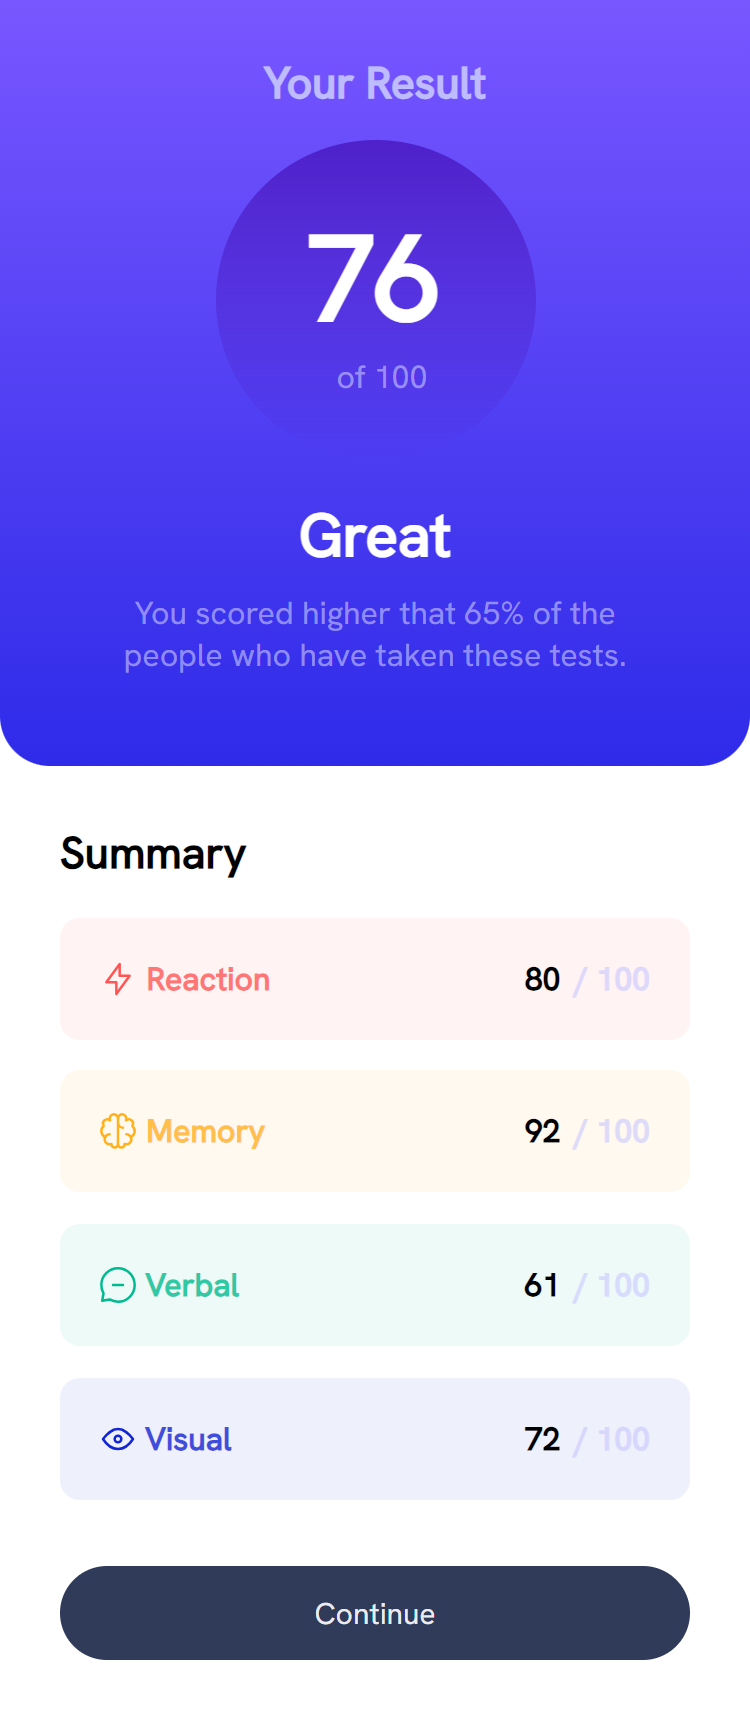 Your Result
76
of 100
Great
You scored higher that 65% of the
people who have taken these tests.
Summary
Reaction 80 / 100
Memory 92 / 100
Verbal 61 / 100
Visual 72 / 100
Continue